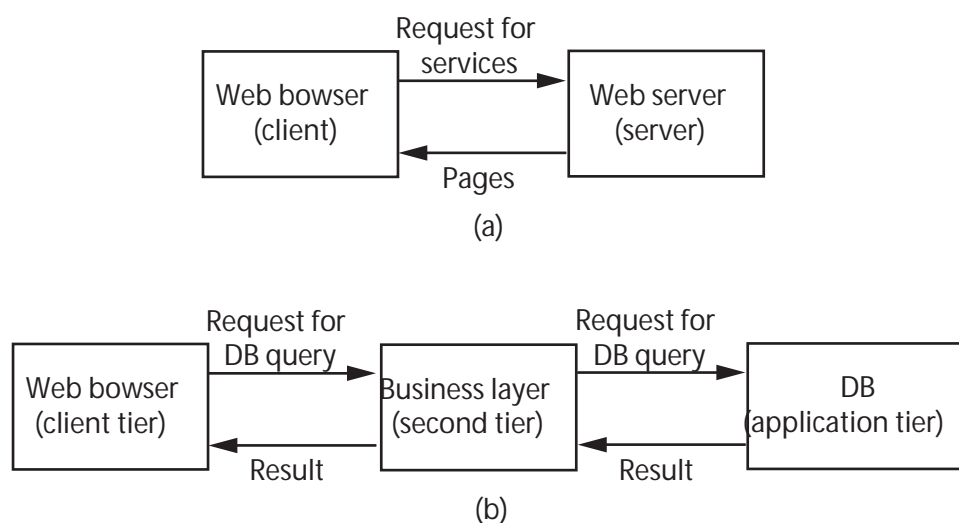 Request for
services
Web bowser
(client)
Web server
(server)
Pages
(a)
Request for
DB query
Request for
DB query
Web bowser
(client tier)
Business layer
(second tier)
DB
(application tier)
Result
Result
(b)